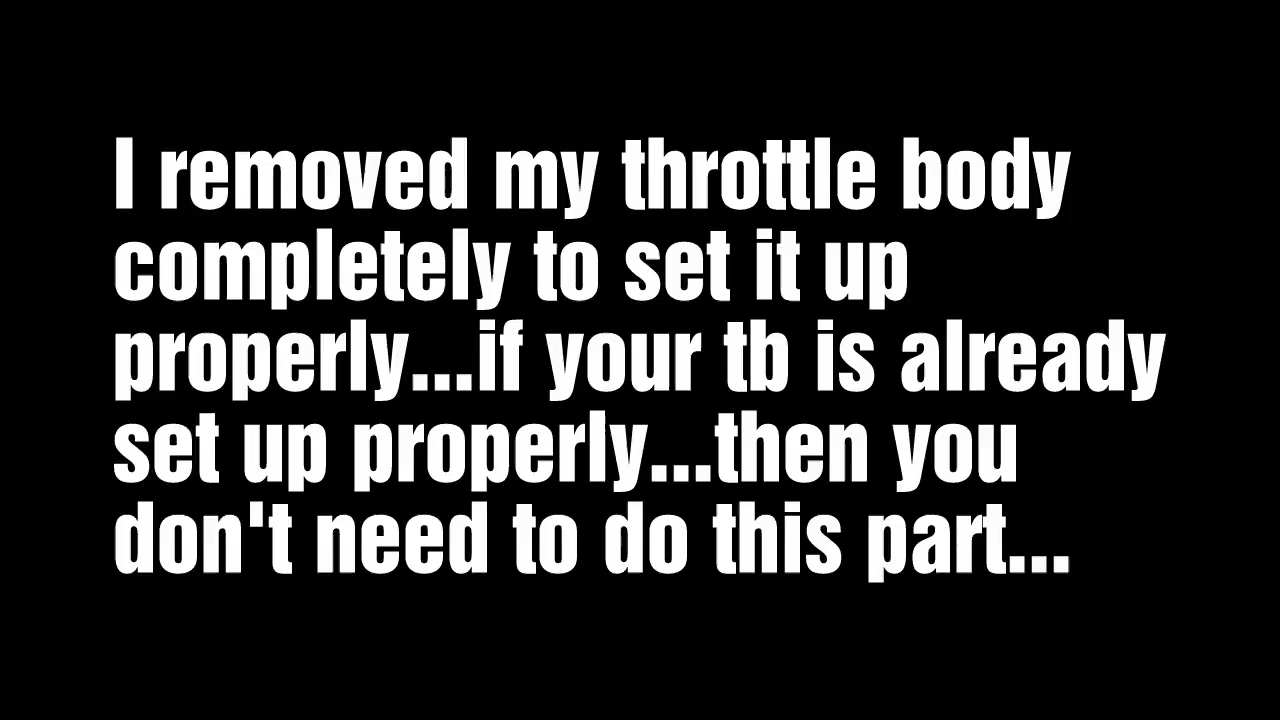 I removed my throttle body
completely to set it up
properly...if your tb is already
set up properly...then you
don't need to do this part...